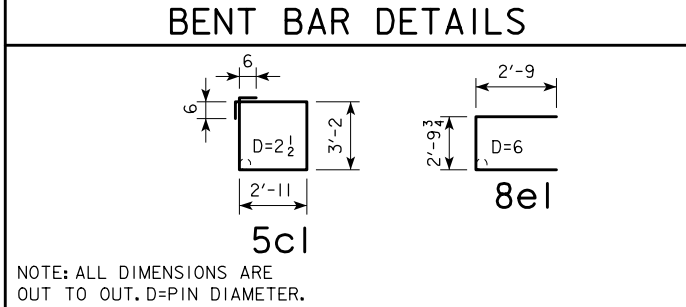 BENT BAR DETAILS
6
6
D=2½
3'-2
2'-11
5c1
2'-9
2'-9¾
D=6
8e1
NOTE: ALL DIMENSIONS ARE
OUT TO OUT. D=PIN DIAMETER.